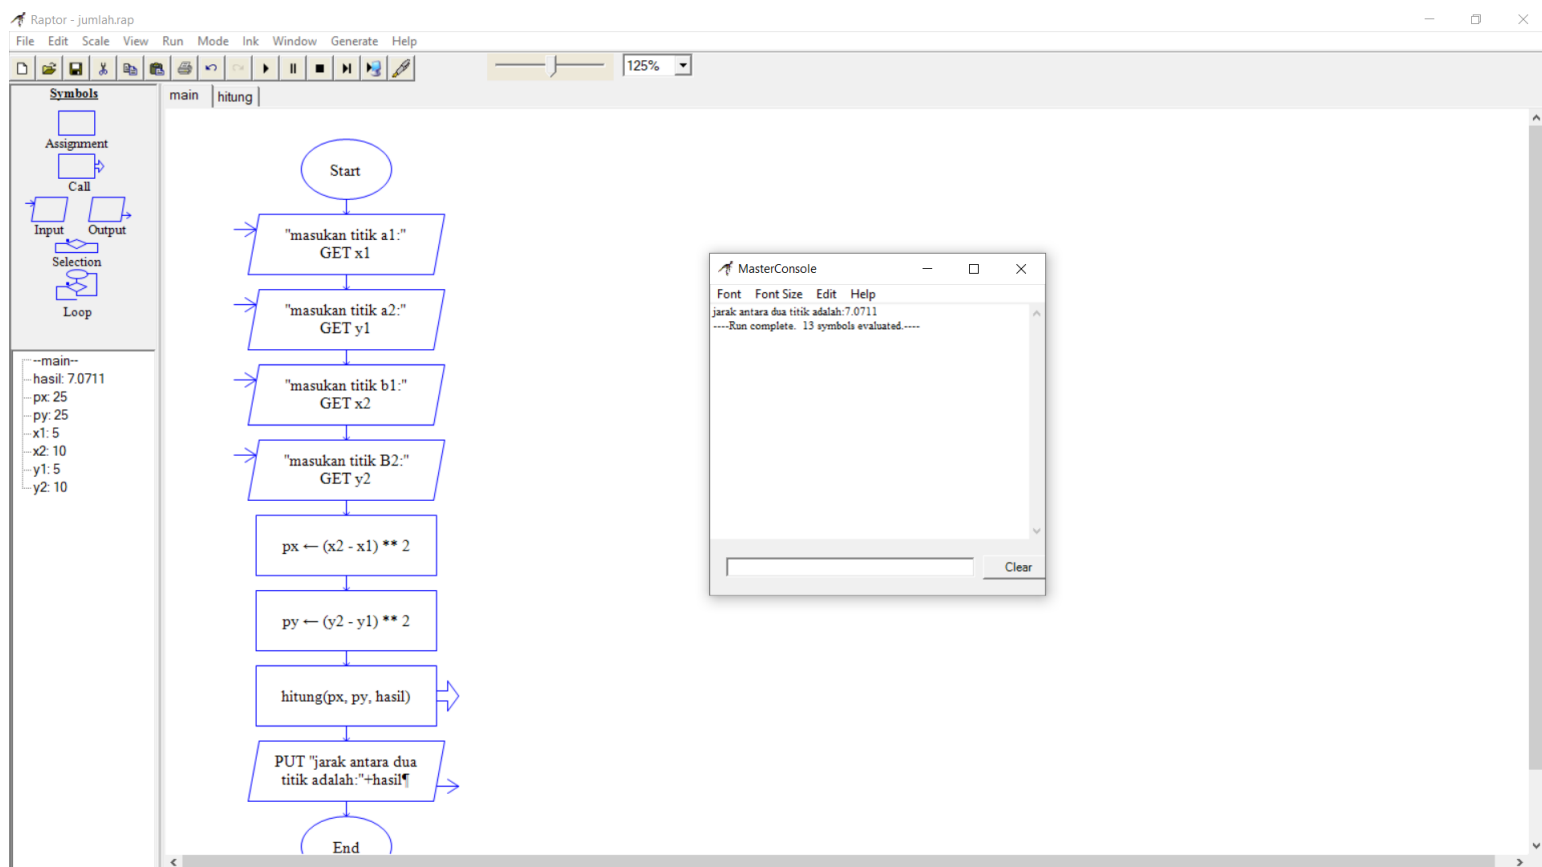 Raptor - jumlah.rap
File Edit Scale View Run Mode Ink Window Generate Help
125%
Symbols
Assignment
Call
Input Output
Selection
Loop
--main--
hasil: 7.0711
px: 25
py: 25
x1: 5
x2: 10
y1: 5
y2: 10
main hitung
Start
"masukan titik a1:"
GET x1
"masukan titik a2:"
GET y1
"masukan titik b1:"
GET x2
"masukan titik B2:"
GET y2
px ← (x2 - x1) ** 2
py ← (y2 - y1) ** 2
hitung(px, py, hasil)
PUT "jarak antara dua
titik adalah:"+hasil¶
End
MasterConsole
Font Font Size Edit Help
jarak antara dua titik adalah:7.0711
----Run complete. 13 symbols evaluated.----
Clear